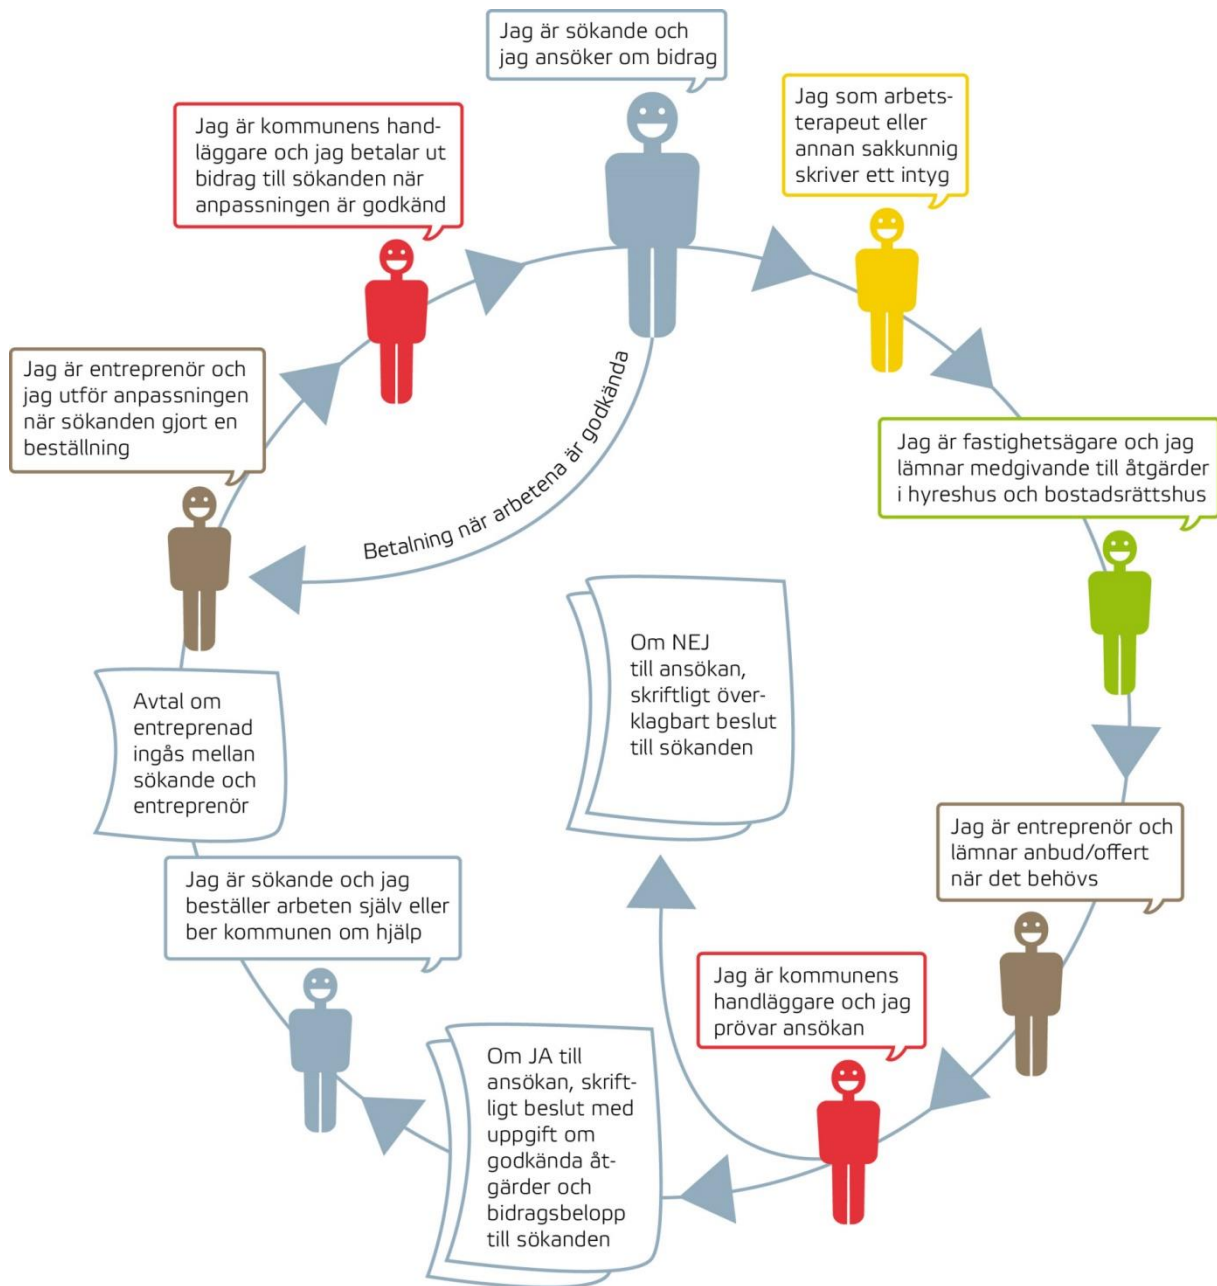 Jag är sökande och
jag ansöker om bidrag
Jag som arbets-
terapeut eller
annan sakkunnig
skriver ett intyg
Jag är fastighetsägare och jag
lämnar medgivande till åtgärder
i hyreshus och bostadsrättshus
Jag är entreprenör och
lämnar anbud/offert
när det behövs
Jag är kommunens
handläggare och jag
prövar ansökan
Om NEJ
till ansökan,
skriftligt över-
klagbart beslut
till sökanden
Om JA till
ansökan, skrift-
ligt beslut med
uppgift om
godkända åt-
gärder och
bidragsbelopp
till sökanden
Jag är sökande och jag
beställer arbeten själv eller
ber kommunen om hjälp
Avtal om
entreprenad
ingås mellan
sökande och
entreprenör
Jag är entreprenör och
jag utför anpassningen
när sökanden gjort en
beställning
Jag är kommunens hand-
läggare och jag betalar ut
bidrag till sökanden när
anpassningen är godkänd
Betalning när arbetena är godkända